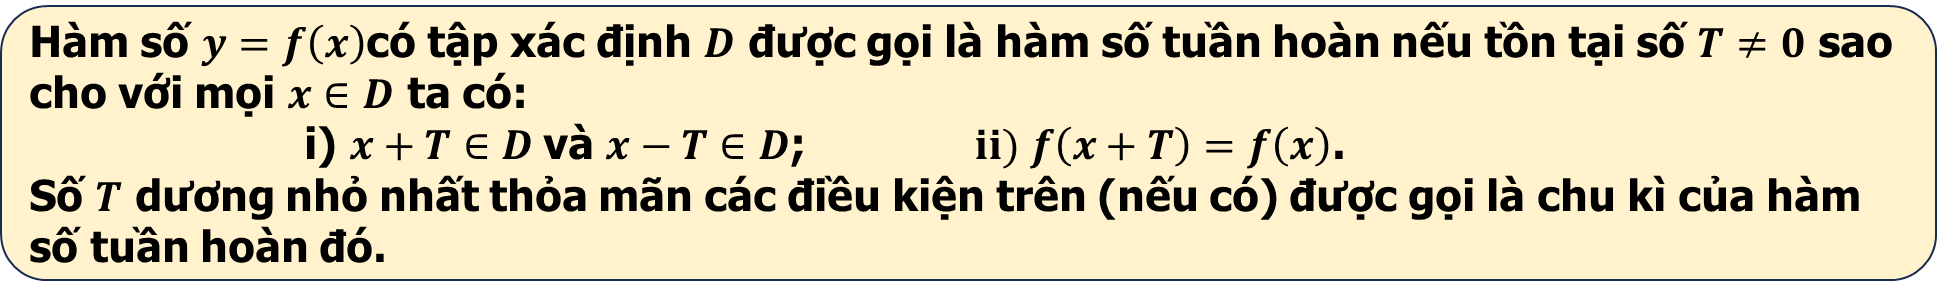 Hàm số y = f(x)có tập xác định D được gọi là hàm số tuần hoàn nếu tồn tại số T ≠ 0 sao
cho với mọi x ∈ D ta có:
i) x + T ∈ D và x − T ∈ D; ii) f(x + T) = f(x).
Số T dương nhỏ nhất thỏa mãn các điều kiện trên (nếu có) được gọi là chu kì của hàm
số tuần hoàn đó.